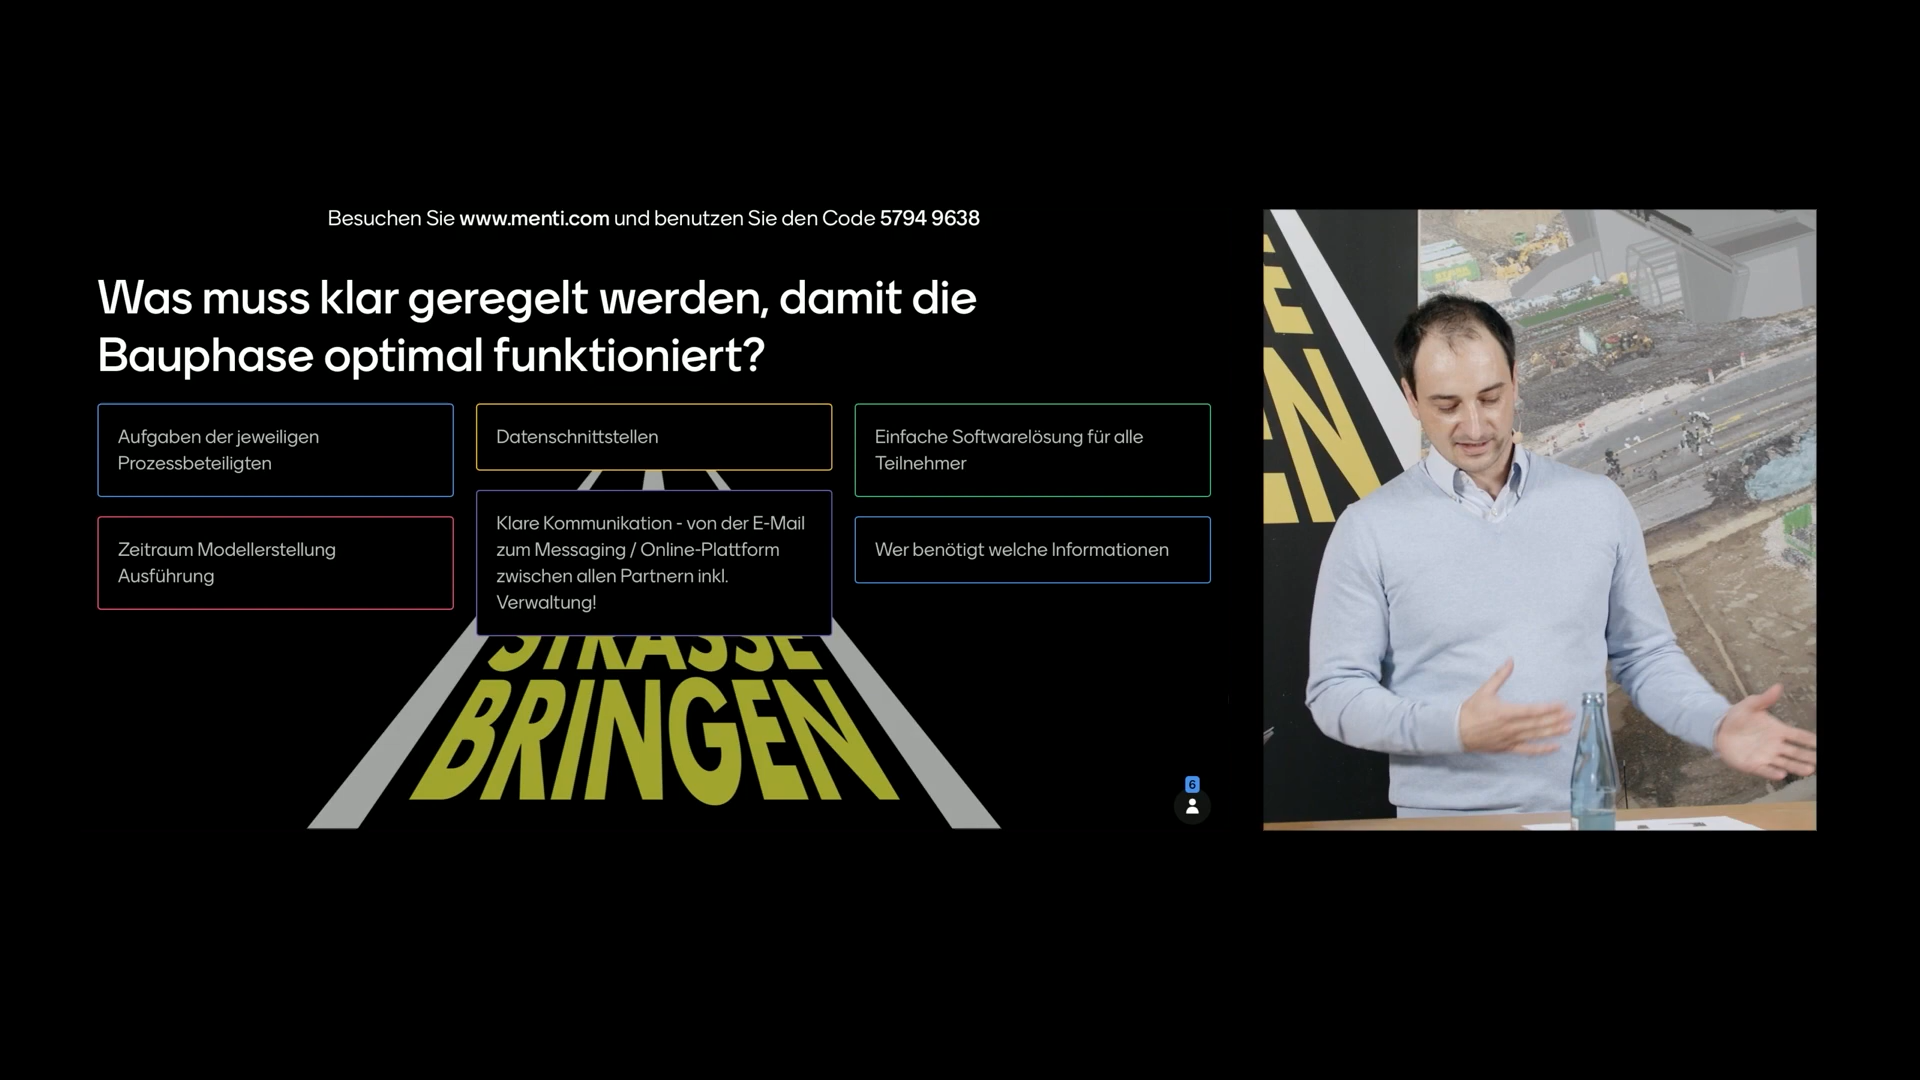 Besuchen Sie www.menti.com und benutzen Sie den Code 5794 9638
Was muss klar geregelt werden, damit die
Bauphase optimal funktioniert?
Aufgaben der jeweiligen
Prozessbeteiligten
Datenschnittstellen
Einfache Softwarelösung für alle
Teilnehmer
Zeitraum Modellerstellung
Ausführung
Klare Kommunikation - von der E-Mail
zum Messaging / Online-Plattform
zwischen allen Partnern inkl.
Verwaltung!
Wer benötigt welche Informationen
STRASSE
BRINGEN
6
E
EN